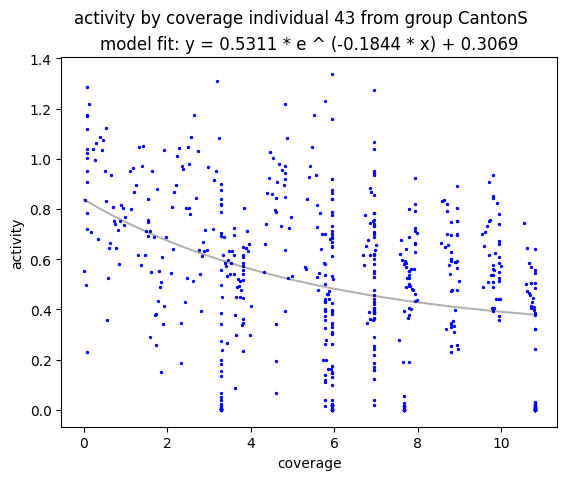 activity by coverage individual 43 from group CantonS
model fit: y = 0.5311 * e ^ (-0.1844 * x) + 0.3069
1.4
1.2
1.0
0.8
0.6
0.4
0.2
0.0
activity
0 2 4 6 8 10
coverage